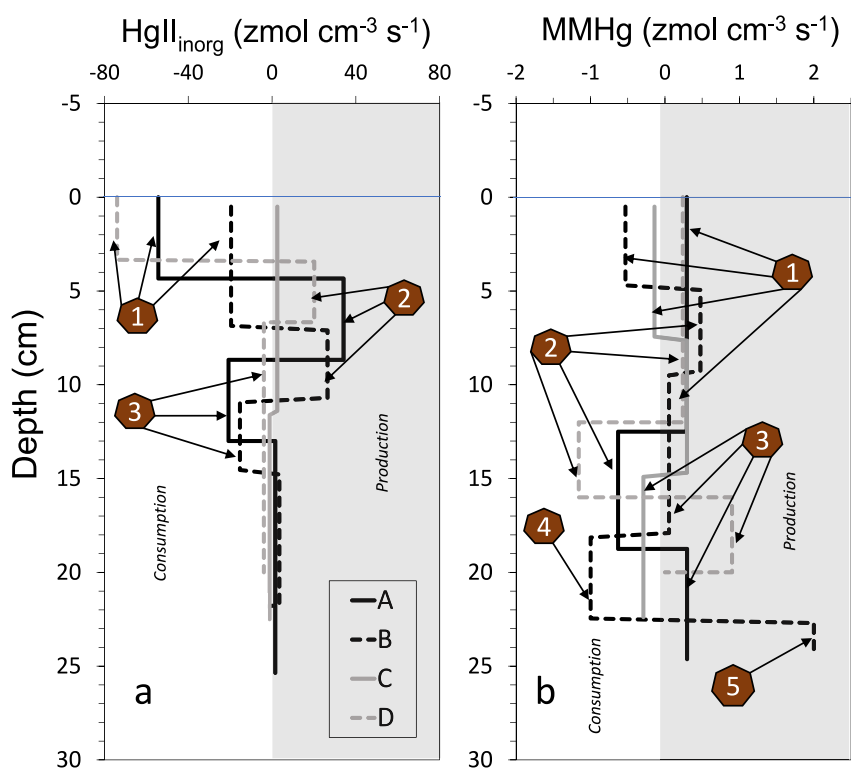 HgII inorg (zmol cm-3 s-1)
-80 -40 0 40 80
-5
0
5
10
15
20
25
30
Depth (cm)
1
2
3
Consumption
Production
A
B
C
D
a
MMHg (zmol cm-3 s-1)
-2 -1 0 1 2
-5
0
5
10
15
20
25
30
1
2
3
4
5
Production
Consumption
b